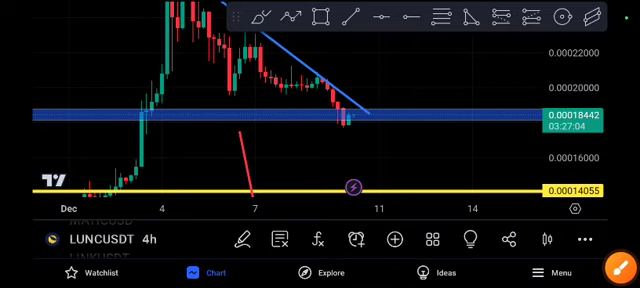 0.00022000
0.00020000
0.00018442
03:27:04
0.00016000
0.00014055
Dec 4 7 11 14
LUNCUSDT 4h
Watchlist Chart Explore Ideas Menu